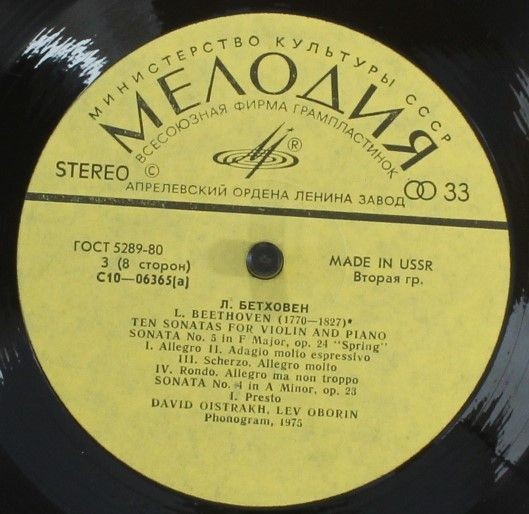 МИНИСТЕРСТВО КУЛЬТУРЫ СССР
МЕЛОДИЯ
ВСЕСОЮЗНАЯ ФИРМА ГРАМПЛАСТИНОК
®
STEREO © 33
АПРЕЛЕВСКИЙ ОРДЕНА ЛЕНИНА ЗАВОД
ГОСТ 5289-80
3 (8 сторон)
С10—06365(а)
MADE IN USSR
Вторая гр.
Л. БЕТХОВЕН
L. BEETHOVEN (1770—1827)*
TEN SONATAS FOR VIOLIN AND PIANO
SONATA No. 5 in F Major, op. 24 "Spring"
I. Allegro II. Adagio molto espressivo
III. Scherzo. Allegro molto
IV. Rondo. Allegro ma non troppo
SONATA No. 4 in A Minor, op. 23
I. Presto
DAVID OISTRAKH, LEV OBORIN
Phonogram, 1975